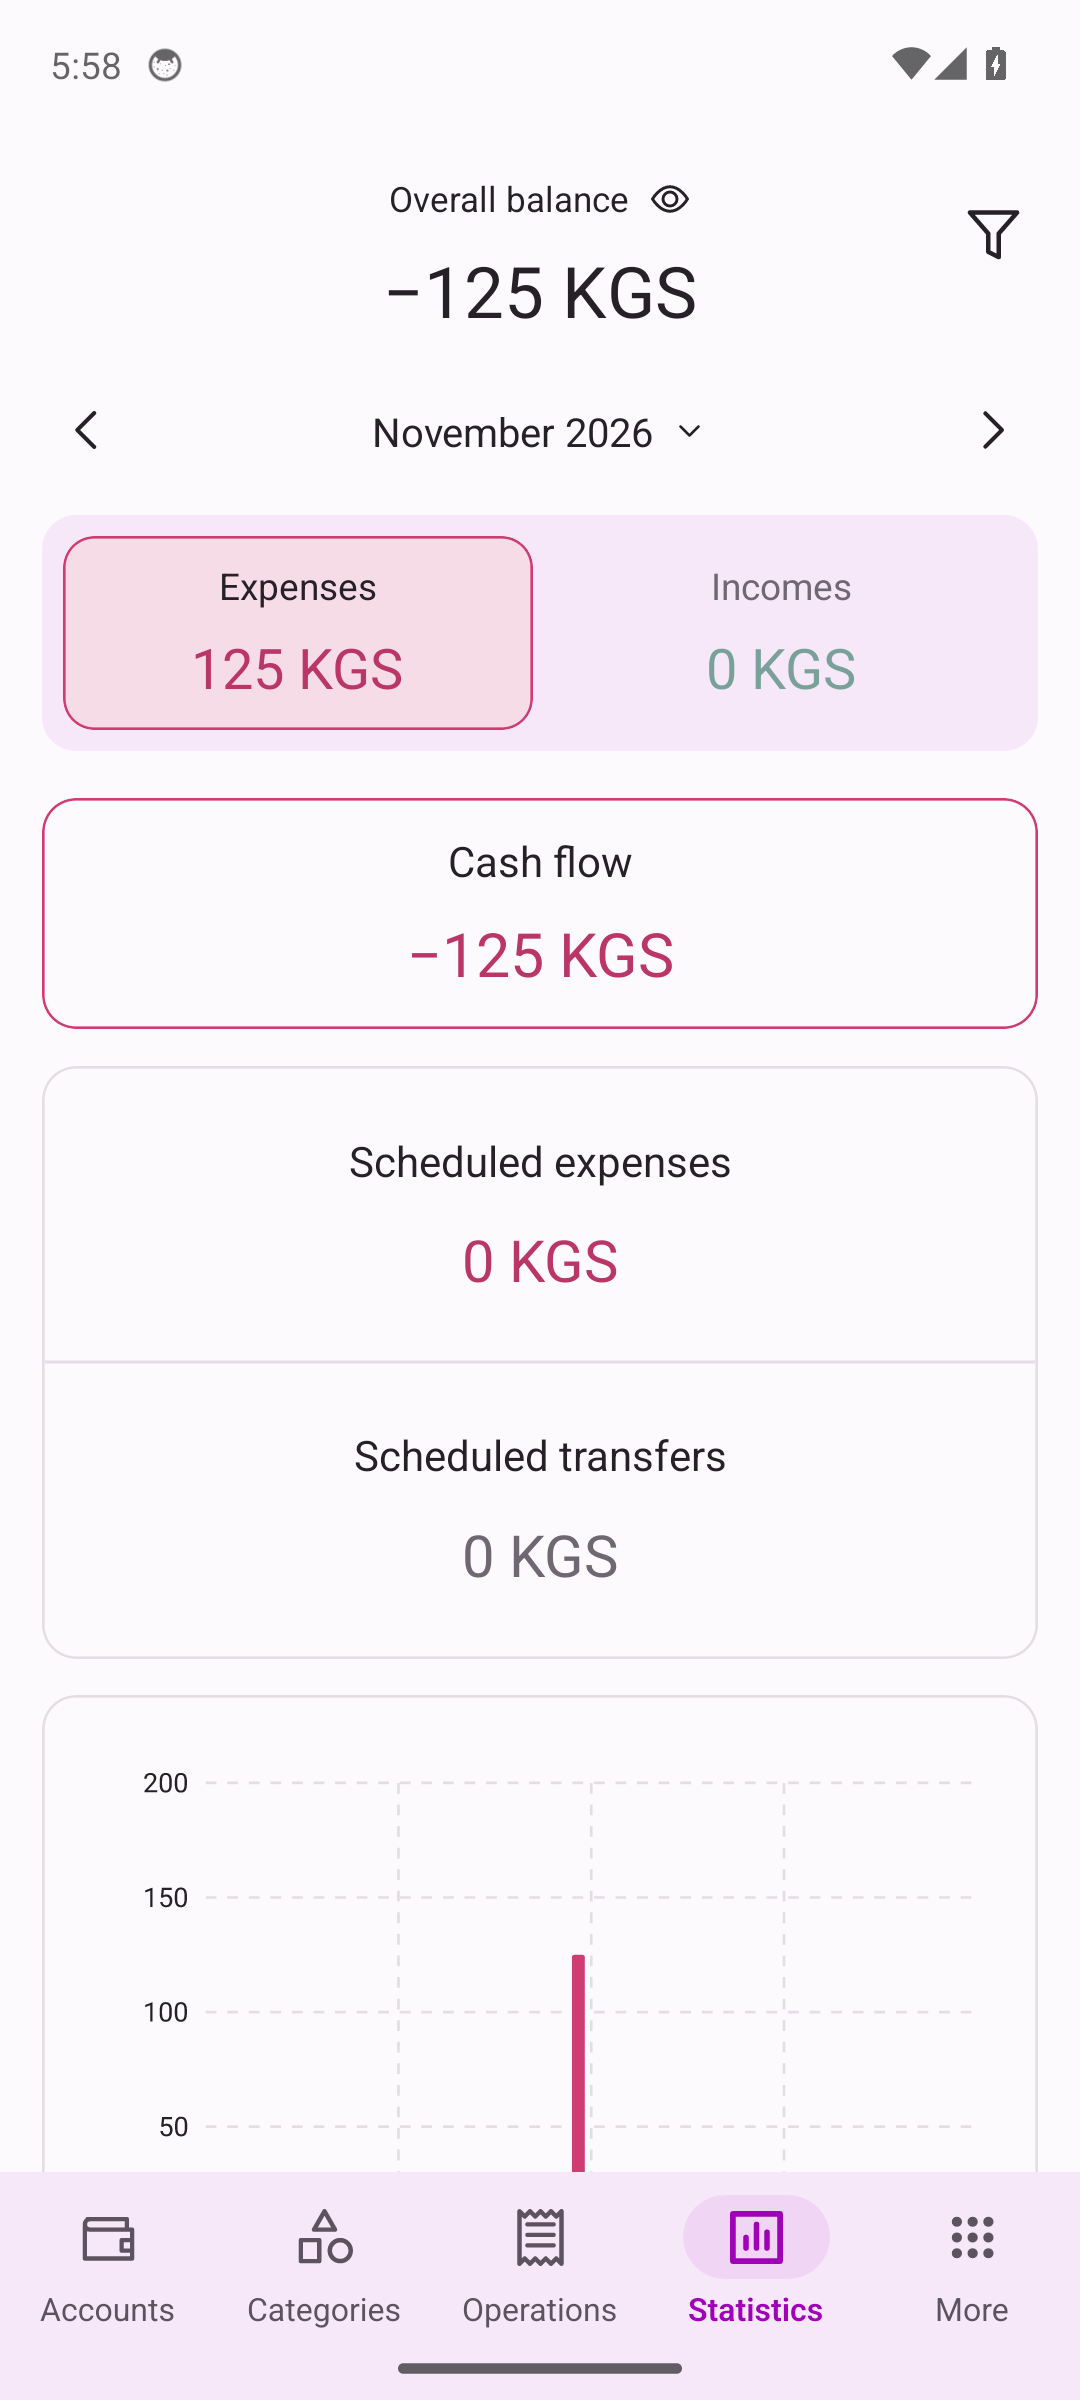 5:58
Overall balance
−125 KGS
November 2026
Expenses
125 KGS
Incomes
0 KGS
Cash flow
−125 KGS
Scheduled expenses
0 KGS
Scheduled transfers
0 KGS
200
150
100
50
Accounts
Categories
Operations
Statistics
More